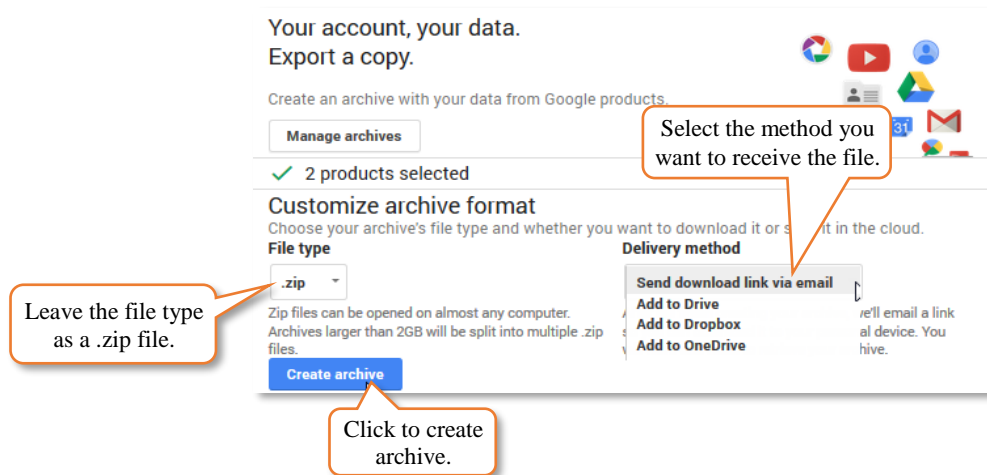 Your account, your data.
Export a copy.
Create an archive with your data from Google products.
Manage archives
31
Select the method you
want to receive the file.
2 products selected
Customize archive format
Choose your archive's file type and whether you want to download it or s it in the cloud.
File type
Delivery method
.zip
Send download link via email
Add to Drive
Add to Dropbox
Add to OneDrive
Leave the file type
as a .zip file.
Zip files can be opened on almost any computer.
Archives larger than 2GB will be split into multiple .zip
files.
ve'll email a link
al device. You
hive.
Create archive
Click to create
archive.